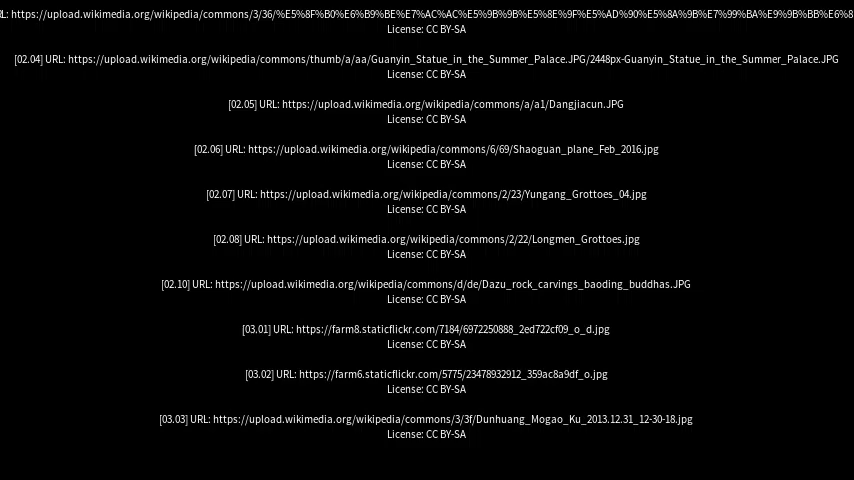 L: https://upload.wikimedia.org/wikipedia/commons/3/36/%E5%8F%B0%E6%B9%BE%E7%AC%AC%E5%9B%9B%E5%8E%9F%E5%AD%90%E5%8A%9B%E7%99%BA%E9%9B%BB%E6%8
License: CC BY-SA
[02.04] URL: https://upload.wikimedia.org/wikipedia/commons/thumb/a/aa/Guanyin_Statue_in_the_Summer_Palace.JPG/2448px-Guanyin_Statue_in_the_Summer_Palace.JPG
License: CC BY-SA
[02.05] URL: https://upload.wikimedia.org/wikipedia/commons/a/a1/Dangjiacun.JPG
License: CC BY-SA
[02.06] URL: https://upload.wikimedia.org/wikipedia/commons/6/69/Shaoguan_plane_Feb_2016.jpg
License: CC BY-SA
[02.07] URL: https://upload.wikimedia.org/wikipedia/commons/2/23/Yungang_Grottoes_04.jpg
License: CC BY-SA
[02.08] URL: https://upload.wikimedia.org/wikipedia/commons/2/22/Longmen_Grottoes.jpg
License: CC BY-SA
[02.10] URL: https://upload.wikimedia.org/wikipedia/commons/d/de/Dazu_rock_carvings_baoding_buddhas.JPG
License: CC BY-SA
[03.01] URL: https://farm8.staticflickr.com/7184/6972250888_2ed722cf09_o_d.jpg
License: CC BY-SA
[03.02] URL: https://farm6.staticflickr.com/5775/23478932912_359ac8a9df_o.jpg
License: CC BY-SA
[03.03] URL: https://upload.wikimedia.org/wikipedia/commons/3/3f/Dunhuang_Mogao_Ku_2013.12.31_12-30-18.jpg
License: CC BY-SA